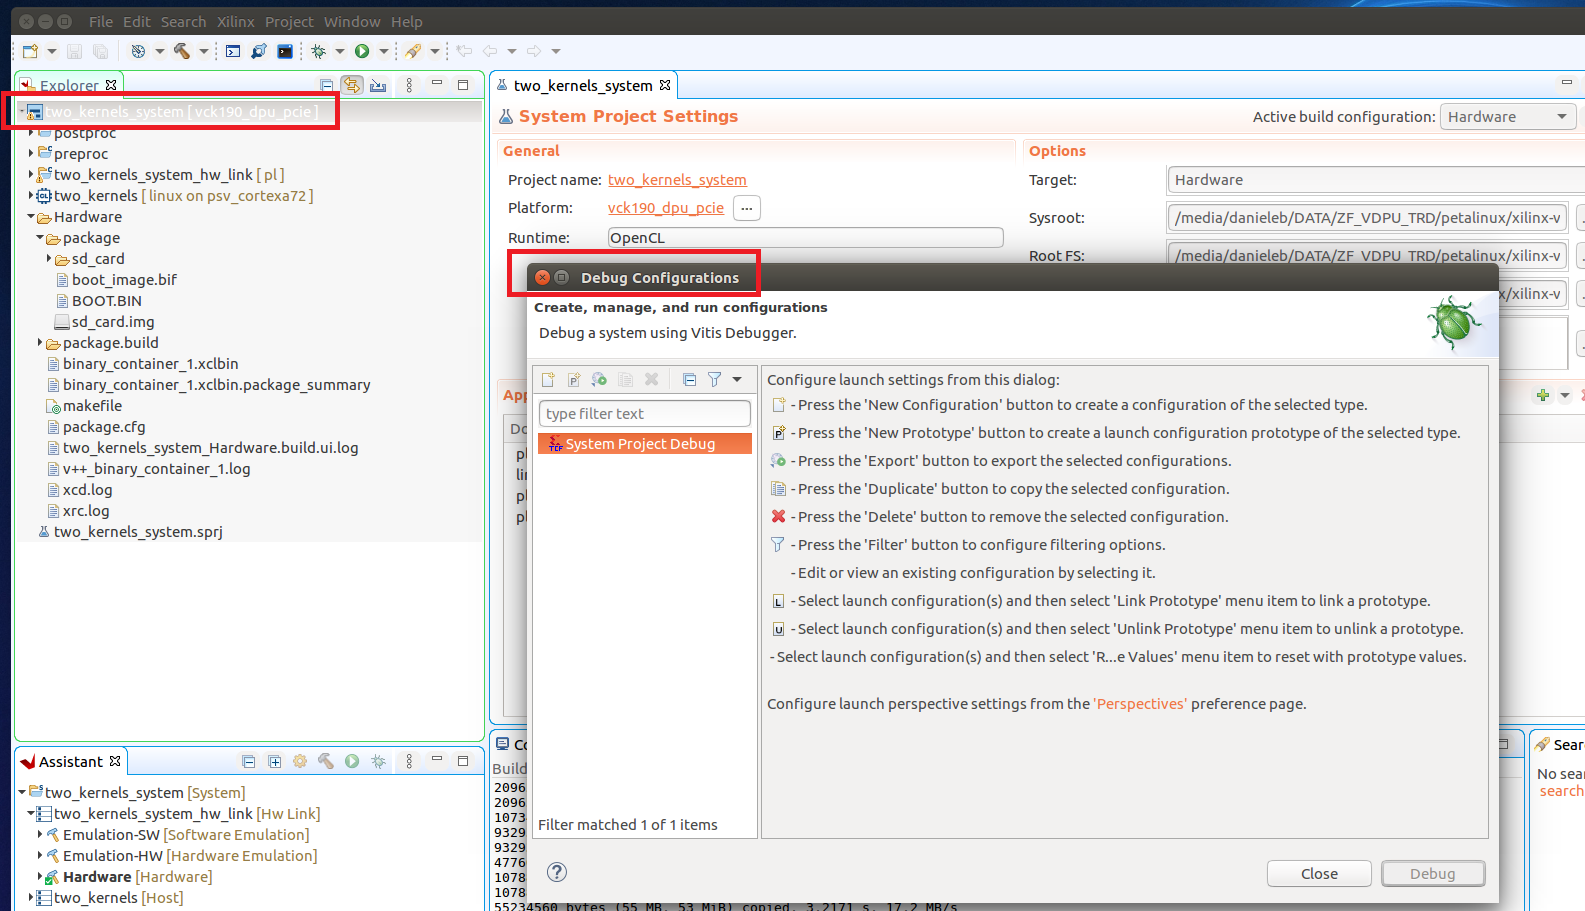 File Edit Search Xilinx Project Window Help
Explorer
two_kernels_system [ vck190_dpu_pcie ]
postproc
preproc
two_kernels_system_hw_link [ pl ]
two_kernels [ linux on psv_cortexa72 ]
Hardware
package
sd_card
boot_image.bif
BOOT.BIN
sd_card.img
package.build
binary_container_1.xclbin
binary_container_1.xclbin.package_summary
makefile
package.cfg
two_kernels_system_Hardware.build.ui.log
v++_binary_container_1.log
xcd.log
xrc.log
two_kernels_system.sprj
two_kernels_system
System Project Settings
Active build configuration: Hardware
General
Project name: two_kernels_system
Platform: vck190_dpu_pcie ...
Runtime: OpenCL
Options
Target: Hardware
Sysroot: /media/danieleb/DATA/ZF_VDPU_TRD/petalinux/xilinx-v
Root FS: /media/danieleb/DATA/ZF_VDPU_TRD/petalinux/xilinx-v
x/xilinx-v
App
Do
pl
lin
pl
pl
Debug Configurations
Create, manage, and run configurations
Debug a system using Vitis Debugger.
type filter text
TCF System Project Debug
Filter matched 1 of 1 items
Configure launch settings from this dialog:
- Press the 'New Configuration' button to create a configuration of the selected type.
- Press the 'New Prototype' button to create a launch configuration prototype of the selected type.
- Press the 'Export' button to export the selected configurations.
- Press the 'Duplicate' button to copy the selected configuration.
- Press the 'Delete' button to remove the selected configuration.
- Press the 'Filter' button to configure filtering options.
- Edit or view an existing configuration by selecting it.
- Select launch configuration(s) and then select 'Link Prototype' menu item to link a prototype.
- Select launch configuration(s) and then select 'Unlink Prototype' menu item to unlink a prototype.
- Select launch configuration(s) and then select 'R...e Values' menu item to reset with prototype values.
Configure launch perspective settings from the 'Perspectives' preference page.
Close
Debug
Assistant
two_kernels_system [System]
two_kernels_system_hw_link [Hw Link]
Emulation-SW [Software Emulation]
Emulation-HW [Hardware Emulation]
Hardware [Hardware]
two_kernels [Host]
Co
Build
2096
2096
1073
9329
9329
4776
1078
1078
55234560 bytes (55 MB, 53 MiB) copied, 3.2171 s, 17.2 MB/s
Sear
No sear
search